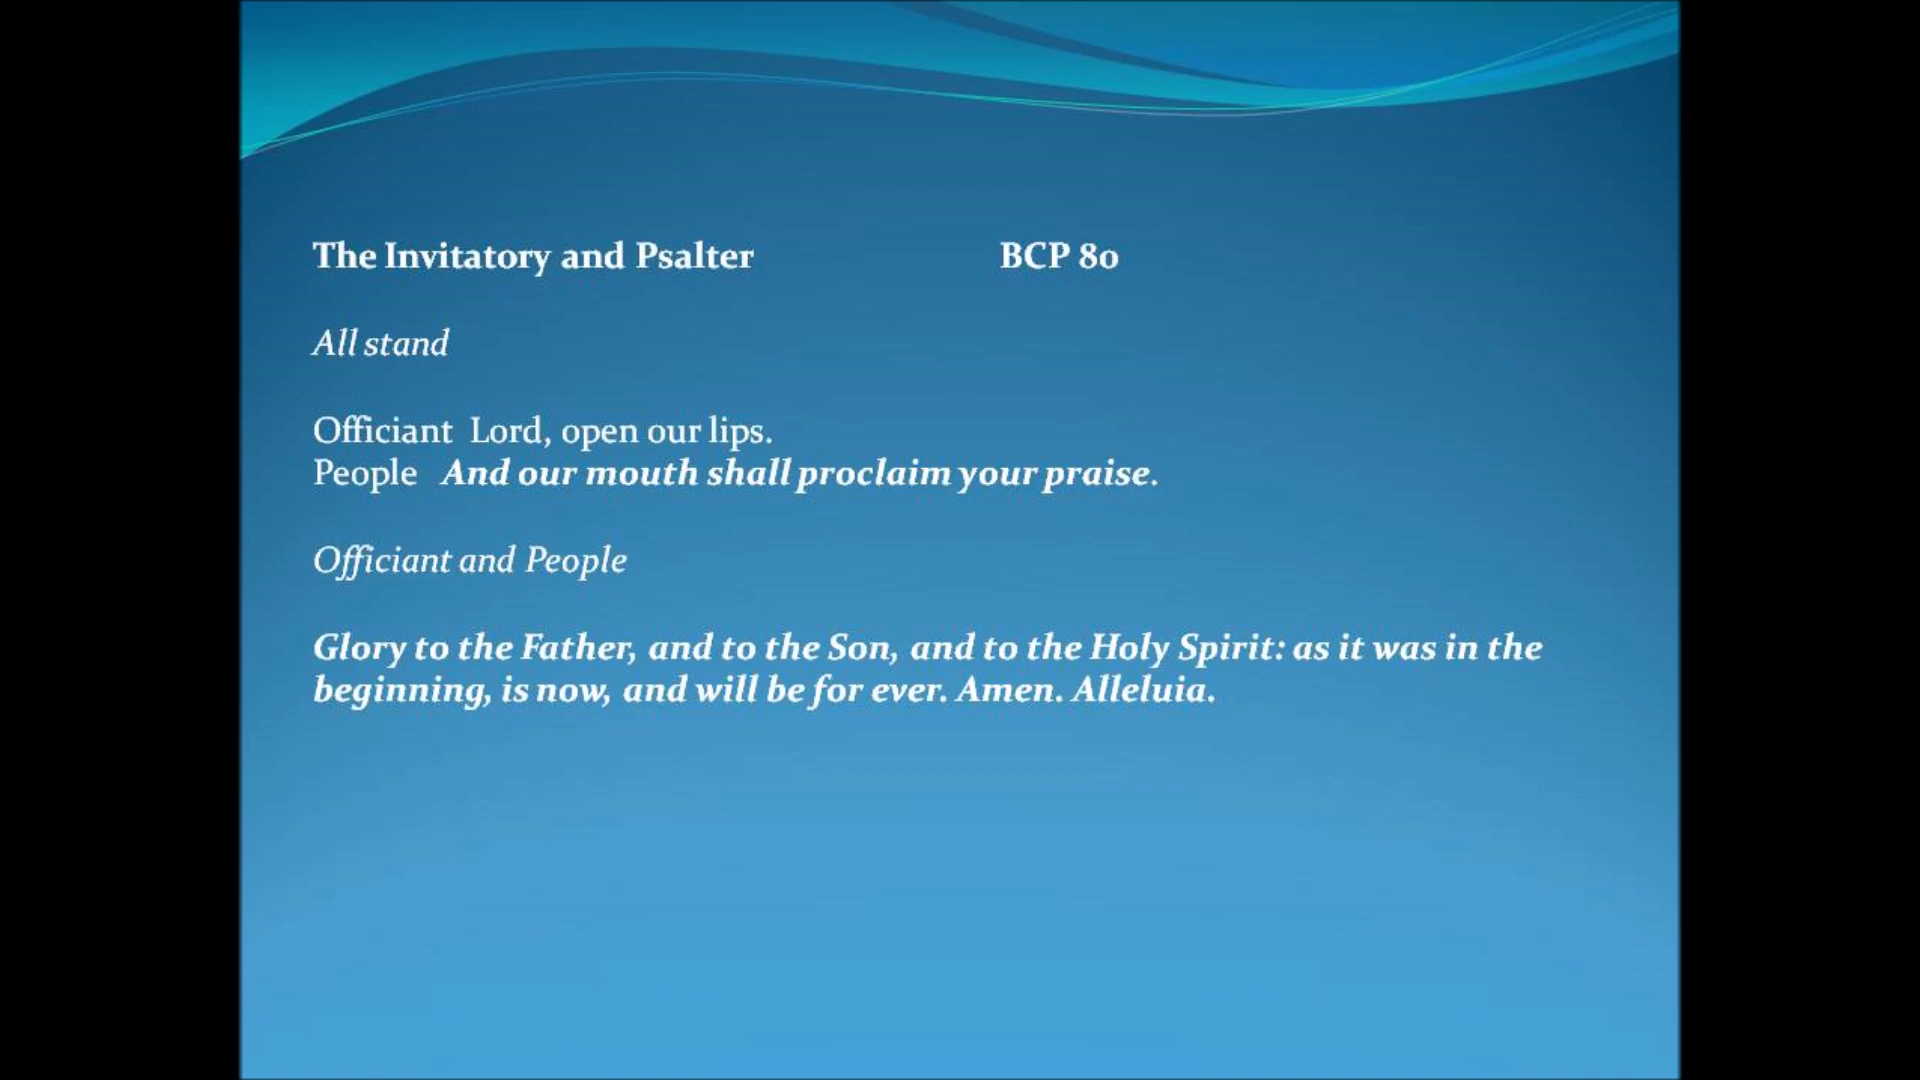 The Invitatory and Psalter BCP 80
All stand
Officiant Lord, open our lips.
People And our mouth shall proclaim your praise.
Officiant and People
Glory to the Father, and to the Son, and to the Holy Spirit: as it was in the
beginning, is now, and will be for ever. Amen. Alleluia.